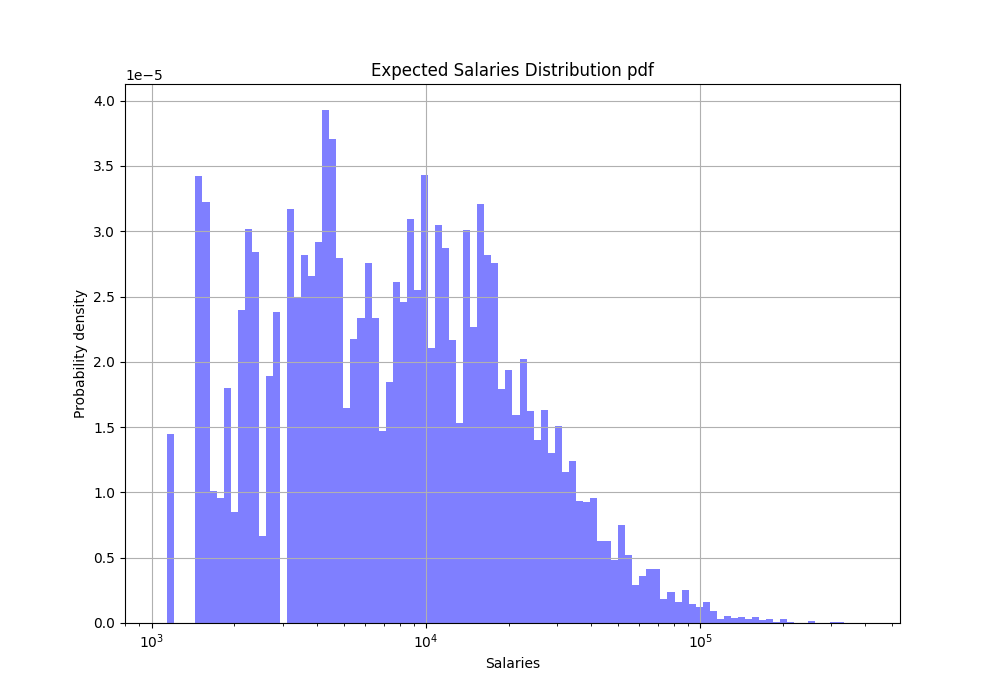 Expected Salaries Distribution pdf
1e−5
4.0
3.5
3.0
2.5
2.0
1.5
1.0
0.5
0.0
Probability density
10³ 10⁴ 10⁵
Salaries